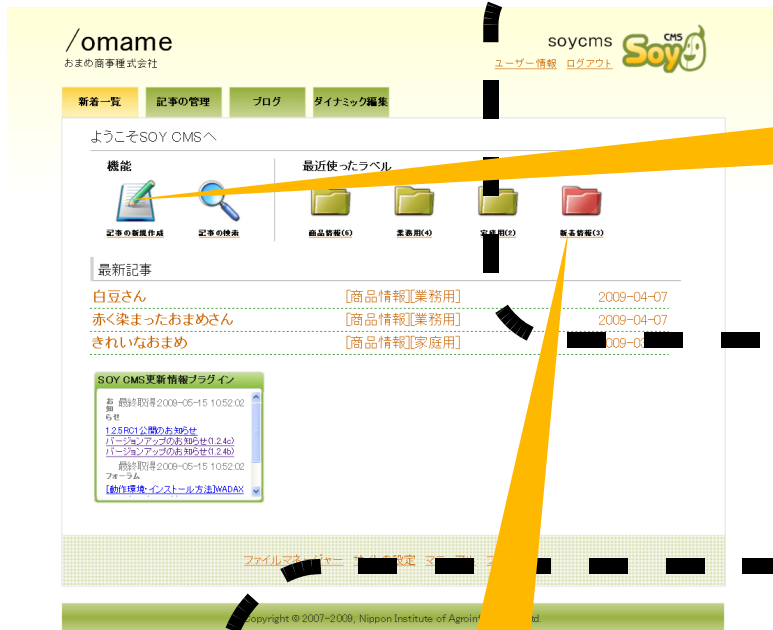 /omame
おまめ商事種式会社
soycms
ユーザー情報 ログアウト
CMS
Soy
新着一覧 記事の管理 ブログ ダイナミック編集
ようこそSOY CMSへ
機能
最近使ったラベル
記事の新規作成 記事の検索 商品情報(6) 業務用(4) 家庭用(2) 新着情報(3)
最新記事
白豆さん [商品情報][業務用] 2009-04-07
赤く染まったおまめさん [商品情報][業務用] 2009-04-07
きれいなおまめ [商品情報][家庭用]
SOY CMS更新情報プラグイン
お知らせ 最終取得2009-05-15 10:52:02
1.2.5RC1公開のお知らせ
バージョンアップのお知らせ(1.2.4c)
バージョンアップのお知らせ(1.2.4b)
最終取得2009-05-15 10:52:02
フォーラム
[動作環境・インストール方法]WADAX
ファイルマネージャー
Copyright © 2007-2009, Nippon Institute of